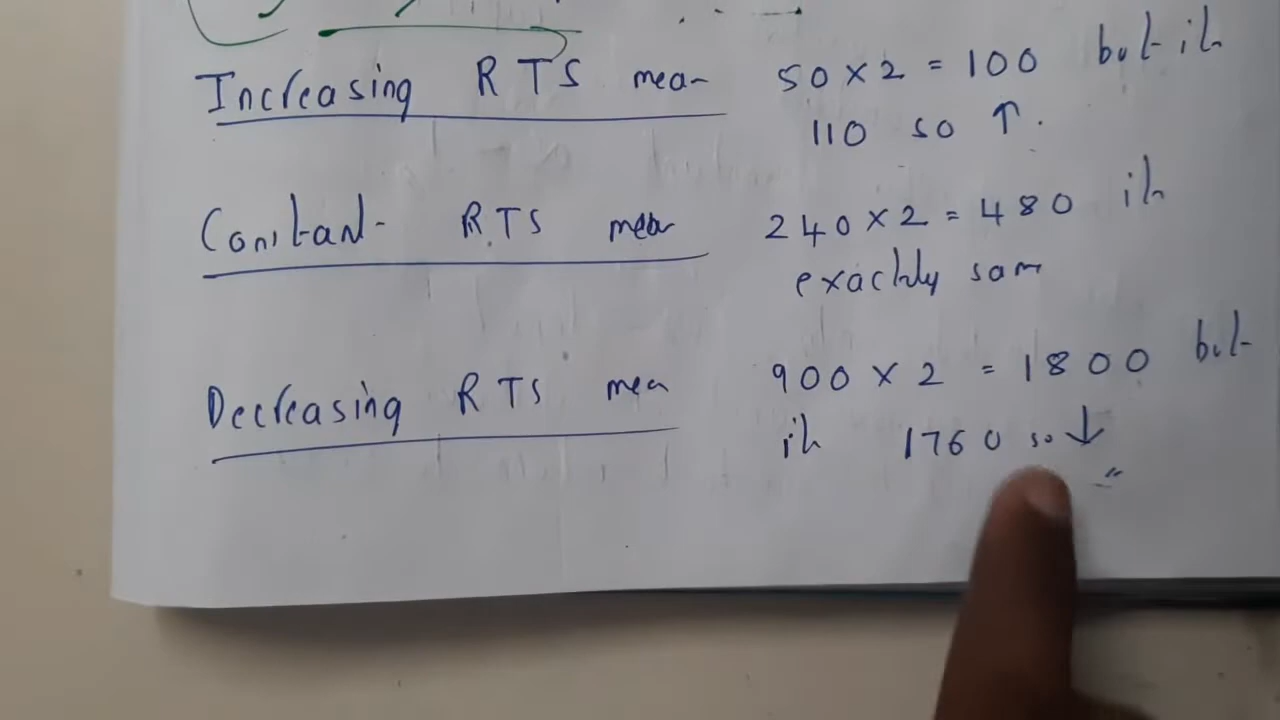 Increasing RTS mean 50 × 2 = 100 but it
110 so ↑.
Constant RTS mean 240 × 2 = 480 it
exactly sam
Decreasing RTS mea 900 × 2 = 1800 but
it 1760 so ↓